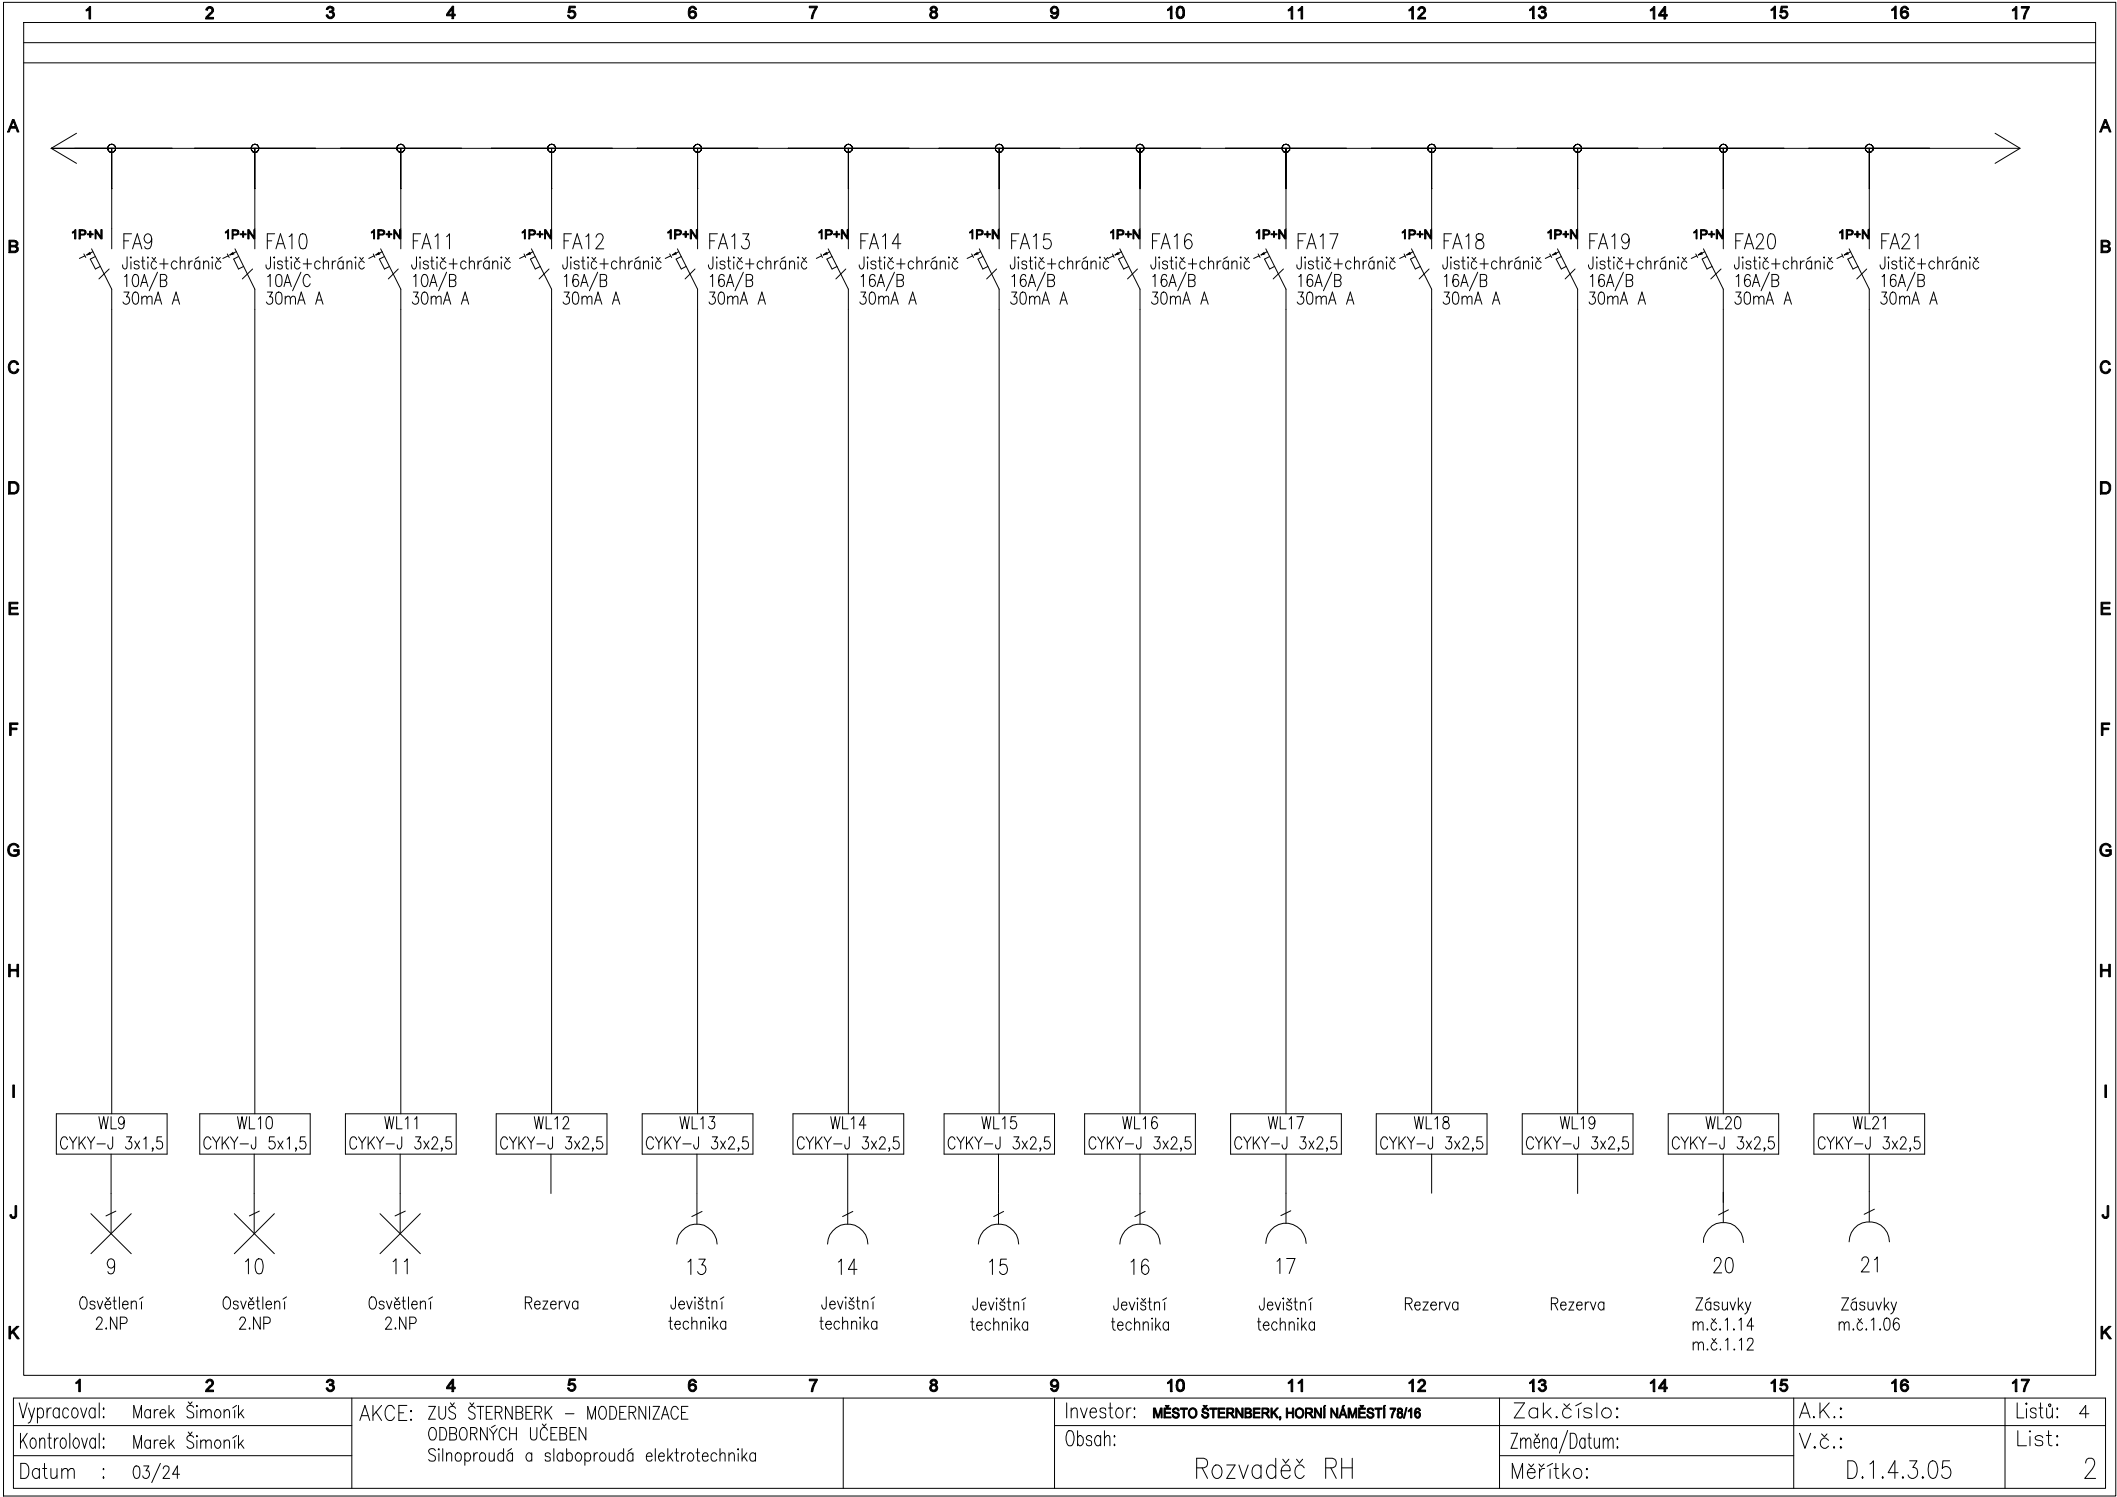 1 2 3 4 5 6 7 8 9 10 11 12 13 14 15 16 17
A A
1P+N FA9 1P+N FA10 1P+N FA11 1P+N FA12 1P+N FA13 1P+N FA14 1P+N FA15 1P+N FA16 1P+N FA17 1P+N FA18 1P+N FA19 1P+N FA20 1P+N FA21
B B
Jistič+chránič Jistič+chránič Jistič+chránič Jistič+chránič Jistič+chránič Jistič+chránič Jistič+chránič Jistič+chránič Jistič+chránič Jistič+chránič Jistič+chránič Jistič+chránič Jistič+chránič
10A/B 10A/C 10A/B 16A/B 16A/B 16A/B 16A/B 16A/B 16A/B 16A/B 16A/B 16A/B 16A/B
30mA A 30mA A 30mA A 30mA A 30mA A 30mA A 30mA A 30mA A 30mA A 30mA A 30mA A 30mA A 30mA A
C C
D D
E E
F F
G G
H H
I I
WL9 WL10 WL11 WL12 WL13 WL14 WL15 WL16 WL17 WL18 WL19 WL20 WL21
CYKY-J 3x1,5 CYKY-J 5x1,5 CYKY-J 3x2,5 CYKY-J 3x2,5 CYKY-J 3x2,5 CYKY-J 3x2,5 CYKY-J 3x2,5 CYKY-J 3x2,5 CYKY-J 3x2,5 CYKY-J 3x2,5 CYKY-J 3x2,5 CYKY-J 3x2,5 CYKY-J 3x2,5
J J
9 10 11 13 14 15 16 17 20 21
Osvětlení Osvětlení Osvětlení Rezerva Jevištní Jevištní Jevištní Jevištní Jevištní Rezerva Rezerva Zásuvky Zásuvky
2.NP 2.NP 2.NP technika technika technika technika technika m.č.1.14 m.č.1.06
K K
m.č.1.12
1 2 3 4 5 6 7 8 9 10 11 12 13 14 15 16 17
Vypracoval: Marek Šimoník
Kontroloval: Marek Šimoník
Datum : 03/24
AKCE: ZUŠ ŠTERNBERK – MODERNIZACE
ODBORNÝCH UČEBEN
Silnoproudá a slaboproudá elektrotechnika
Investor: MĚSTO ŠTERNBERK, HORNÍ NÁMĚSTÍ 78/16
Obsah:
Rozvaděč RH
Zak.číslo:
Změna/Datum:
Měřítko:
A.K.:
V.č.:
D.1.4.3.05
Listů: 4
List:
2